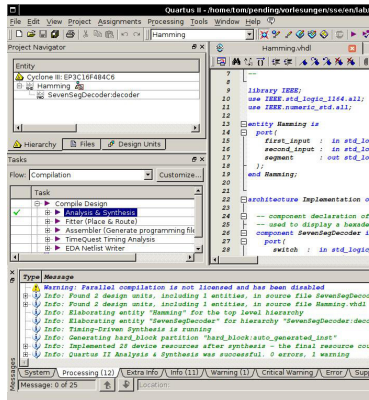 Quartus II - /home/tom/pending/vorlesungen/sse/en/lab
File Edit View Project Assignments Processing Tools Window Help
Hamming
Project Navigator
Hamming.vhdl
Entity
Cyclone III: EP3C16F484C6
Hamming
SevenSegDecoder:decoder
Hierarchy Files Design Units
Tasks
Flow: Compilation Customize...
Task
Compile Design
Analysis & Synthesis
Fitter (Place & Route)
Assembler (Generate programming file
TimeQuest Timing Analysis
EDA Netlist Writer
7 --
8
9 library IEEE;
10 use IEEE.std_logic_1164.all;
11 use IEEE.numeric_std.all;
12
13 entity Hamming is
14 port(
15 first_input : in std_lo
16 second_input : in std_lo
17 segment : out std_lo
18 );
19 end Hamming;
20
21
22 architecture Implementation o
23
24 -- component declaration of
25 -- used to display a hexade
26 component SevenSegDecoder i
27 port(
28 switch : in std_logic
Type Message
Warning: Parallel compilation is not licensed and has been disabled
Info: Found 2 design units, including 1 entities, in source file SevenSegDeco
Info: Found 2 design units, including 1 entities, in source file Hamming.vhdl
Info: Elaborating entity "Hamming" for the top level hierarchy
Info: Elaborating entity "SevenSegDecoder" for hierarchy "SevenSegDecoder:deco
Info: Timing-Driven Synthesis is running
Info: Generating hard_block partition "hard_block:auto_generated_inst"
Info: Implemented 28 device resources after synthesis - the final resource cou
Info: Quartus II Analysis & Synthesis was successful. 0 errors, 1 warning
System Processing (12) Extra Info Info (11) Warning (1) Critical Warning Error Sup
Messages
Message: 0 of 25 Location: